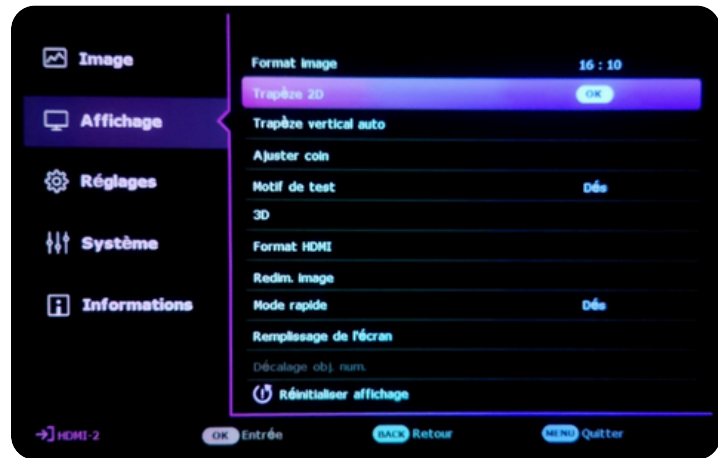 Image
Affichage
Réglages
Système
Informations
Format image 16 : 10
Trapèze 2D OK
Trapèze vertical auto
Ajuster coin
Motif de test Dés
3D
Format HDMI
Redim. image
Mode rapide Dés
Remplissage de l'écran
Décalage obj. num.
Réinitialiser affichage
HDMI-2 OK Entrée BACK Retour MENU Quitter